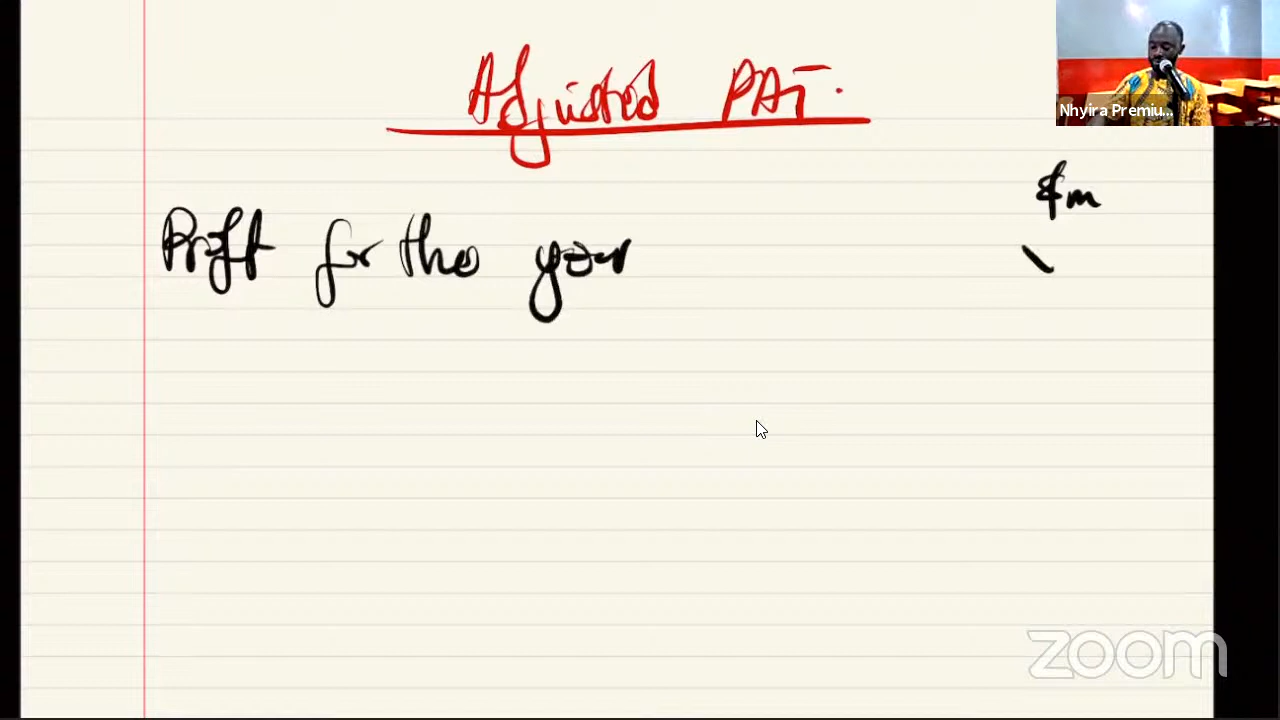 Adjusted PAT.
Nhyira Premiu...
$m
Profit for the year
zoom